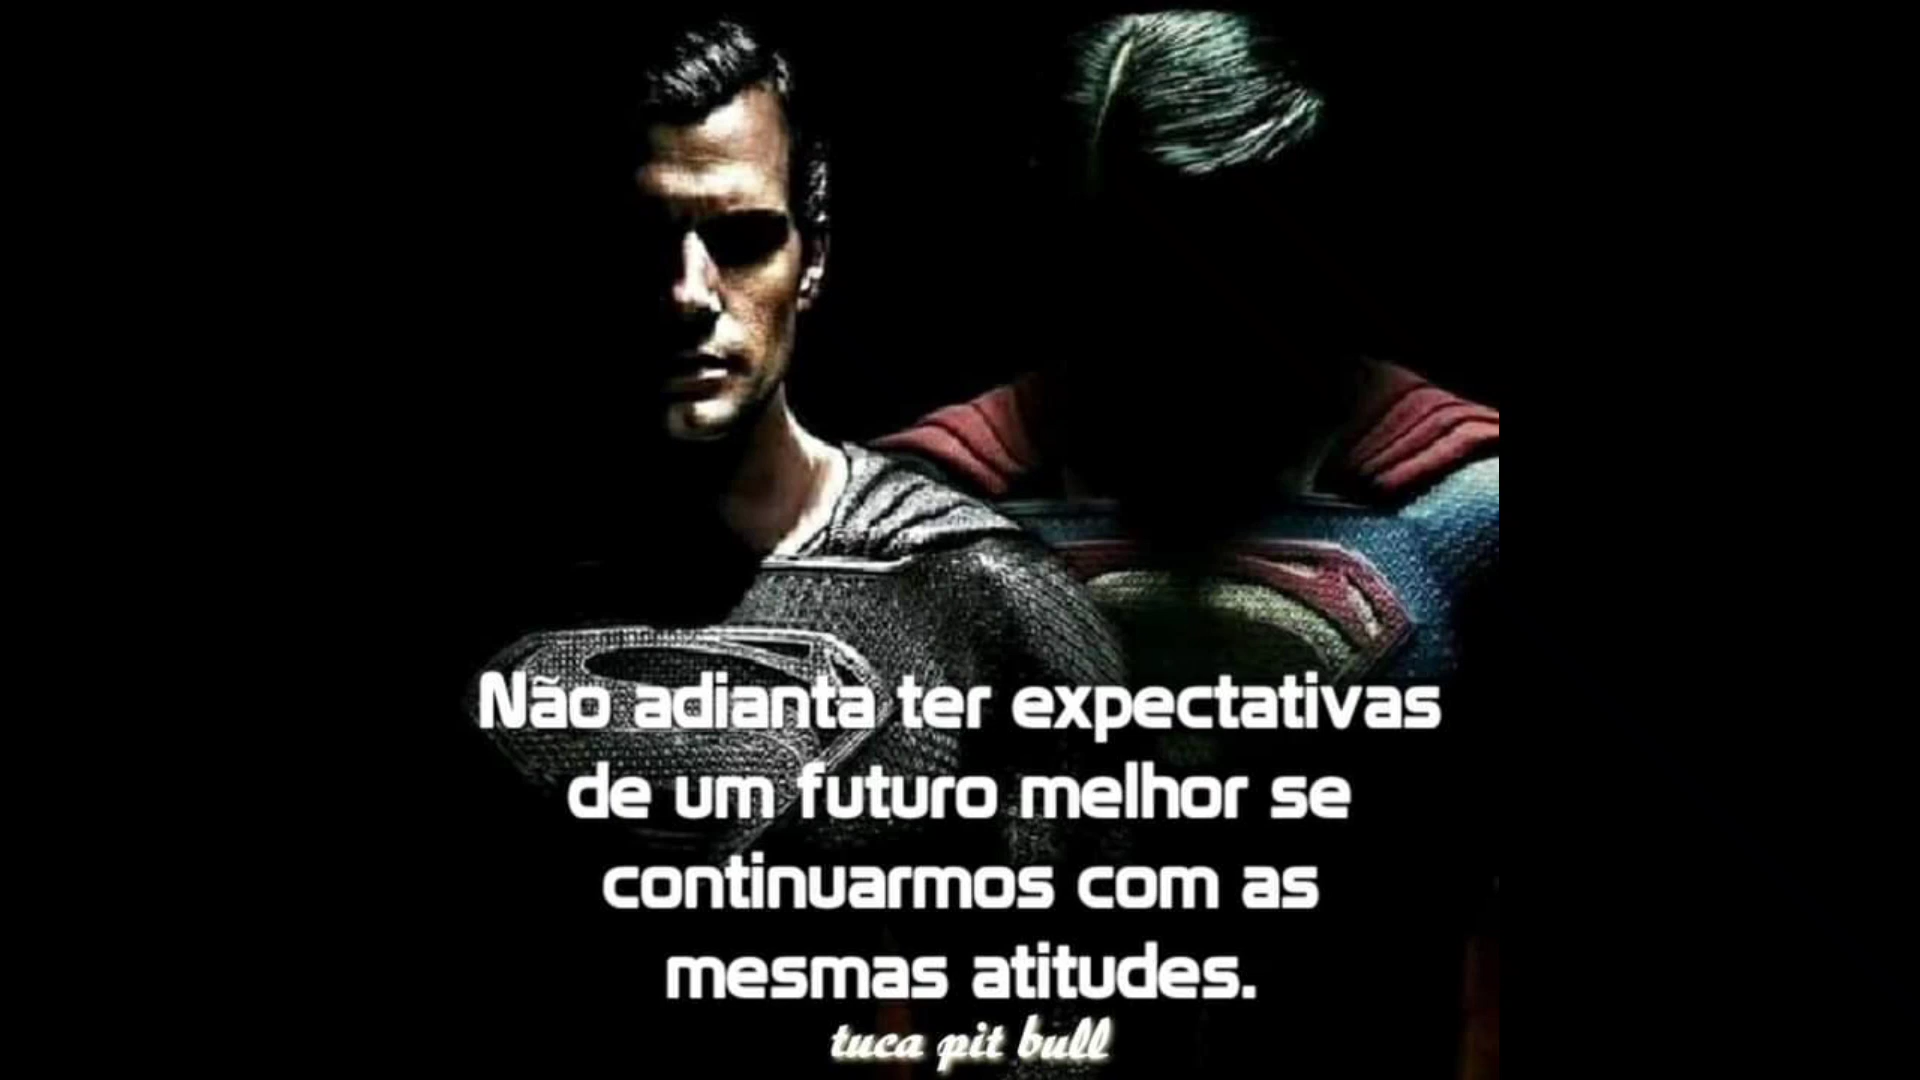 Não adianta ter expectativas
de um futuro melhor se
continuarmos com as
mesmas atitudes.
tuca pit bull